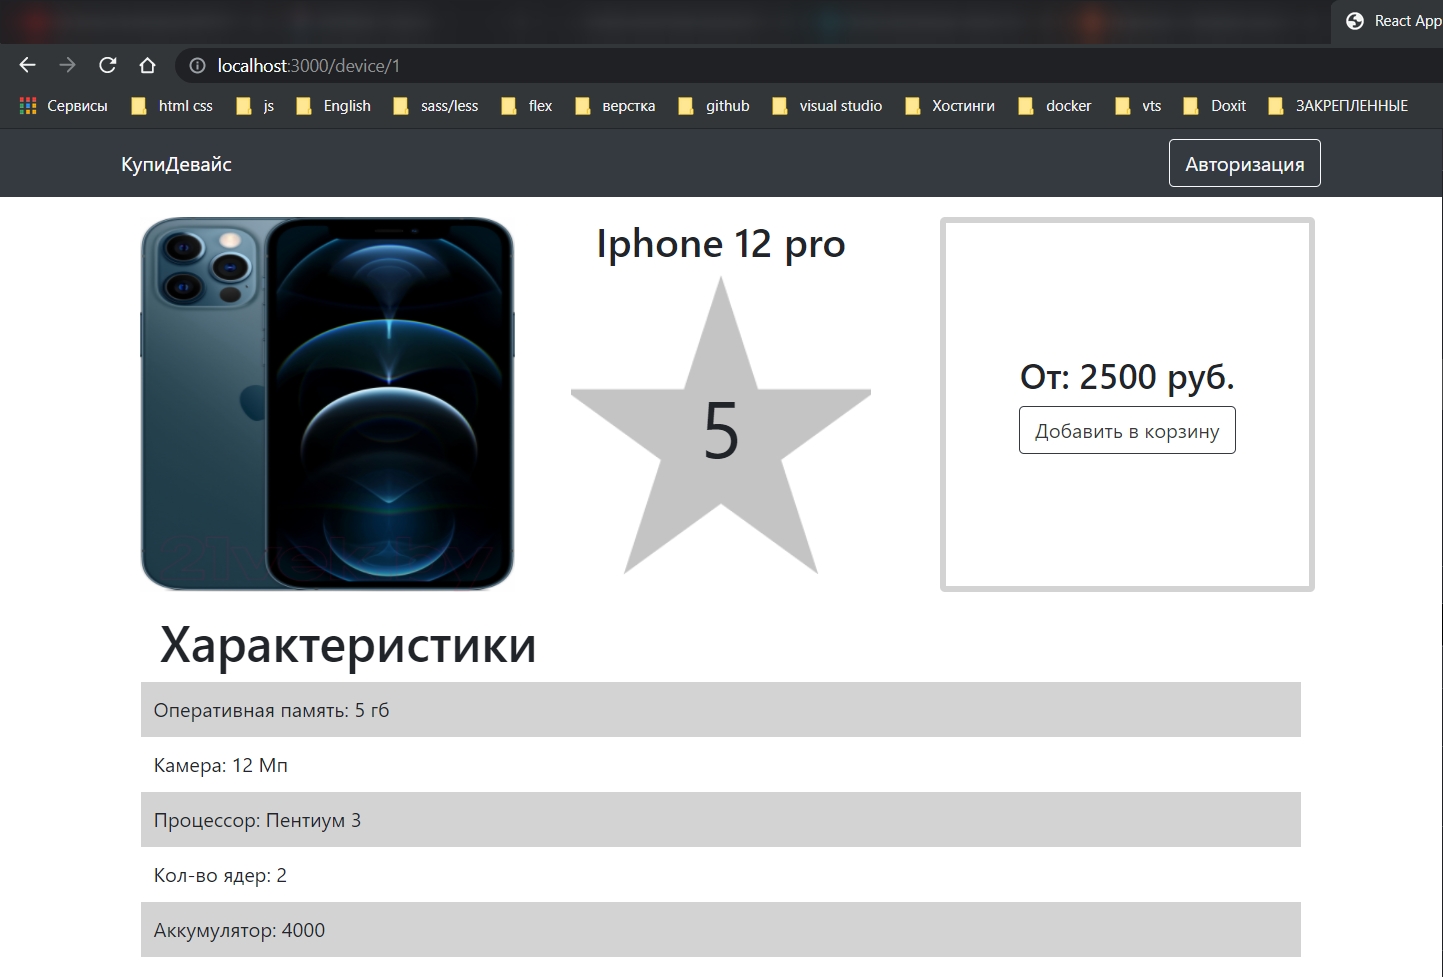 React App
localhost:3000/device/1
Сервисы html css js English sass/less flex верстка github visual studio Хостинги docker vts Doxit ЗАКРЕПЛЕННЫЕ
КупиДевайс Авторизация
Iphone 12 pro
5
От: 2500 руб.
Добавить в корзину
Характеристики
Оперативная память: 5 гб
Камера: 12 Мп
Процессор: Пентиум 3
Кол-во ядер: 2
Аккумулятор: 4000